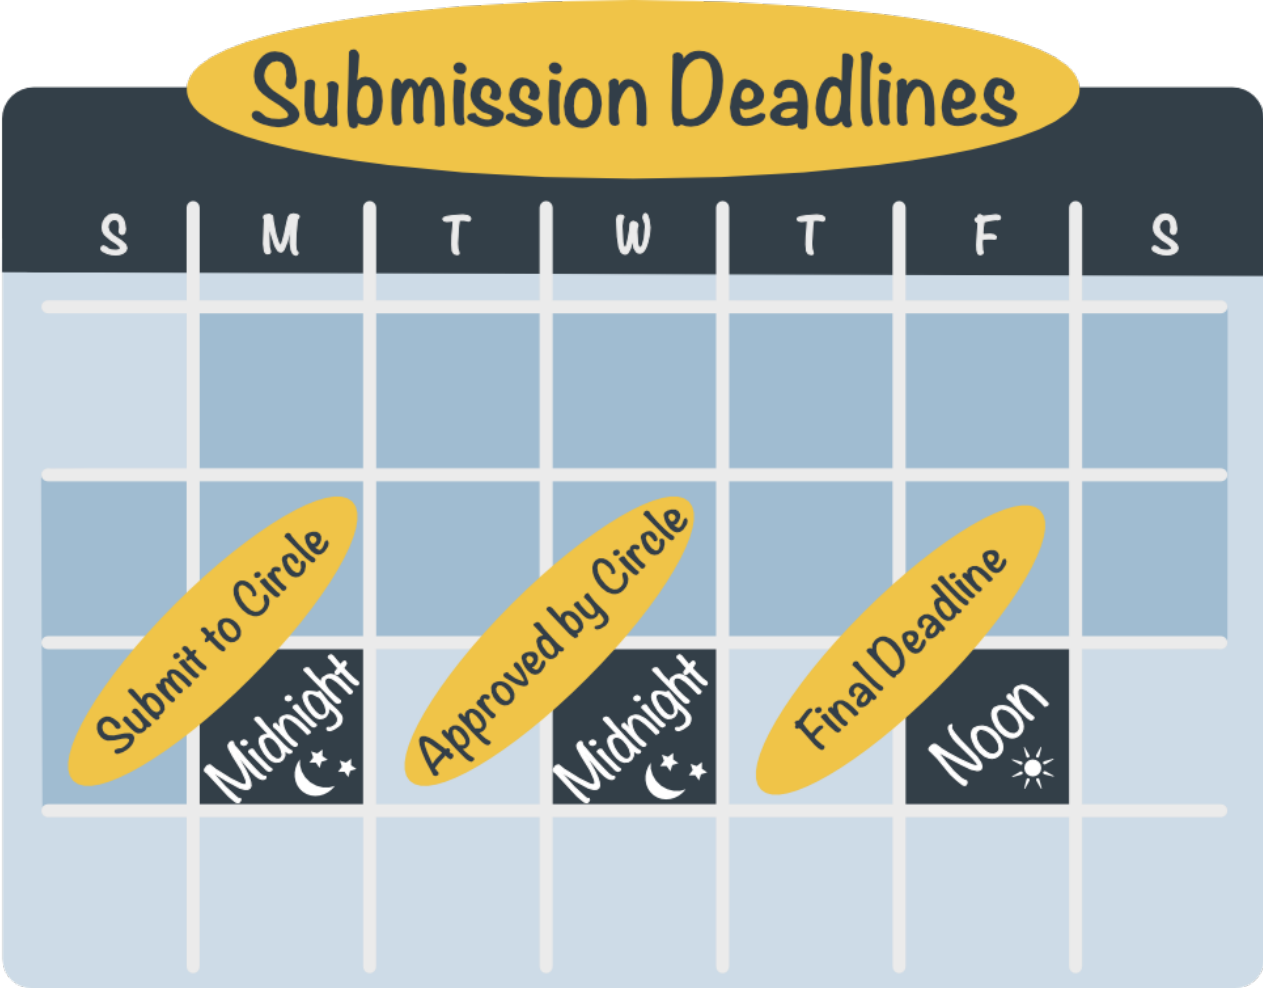 Submission Deadlines
S M T W T F S
Submit to Circle
Midnight
Approved by Circle
Midnight
Final Deadline
Noon